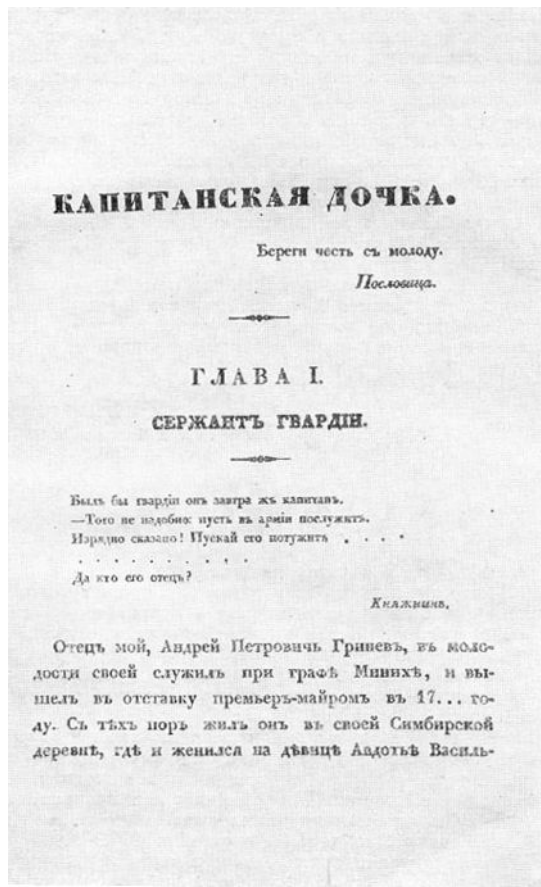 КАПИТАНСКАЯ ДОЧКА.
Береги честь съ молоду.
Пословица.
ГЛАВА I.
СЕРЖАНТЪ ГВАРДІИ.
Былъ бы гвардіи онъ завтра жъ капитанъ.
—Того не надобно: пусть въ арміи послужитъ.
Изрядно сказано! Пускай его потужитъ . . . .
. . . . . . . . .
Да кто его отецъ?
Княжнинъ.
Отецъ мой, Андрей Петровичь Гриневъ, въ моло-
дости своей служилъ при графѣ Минихѣ, и вы-
шелъ въ отставку премьеръ-маіромъ въ 17... го-
ду. Съ тѣхъ поръ жилъ онъ въ своей Симбирской
деревнѣ, гдѣ и женился на дѣвицѣ Авдотьѣ Василь-